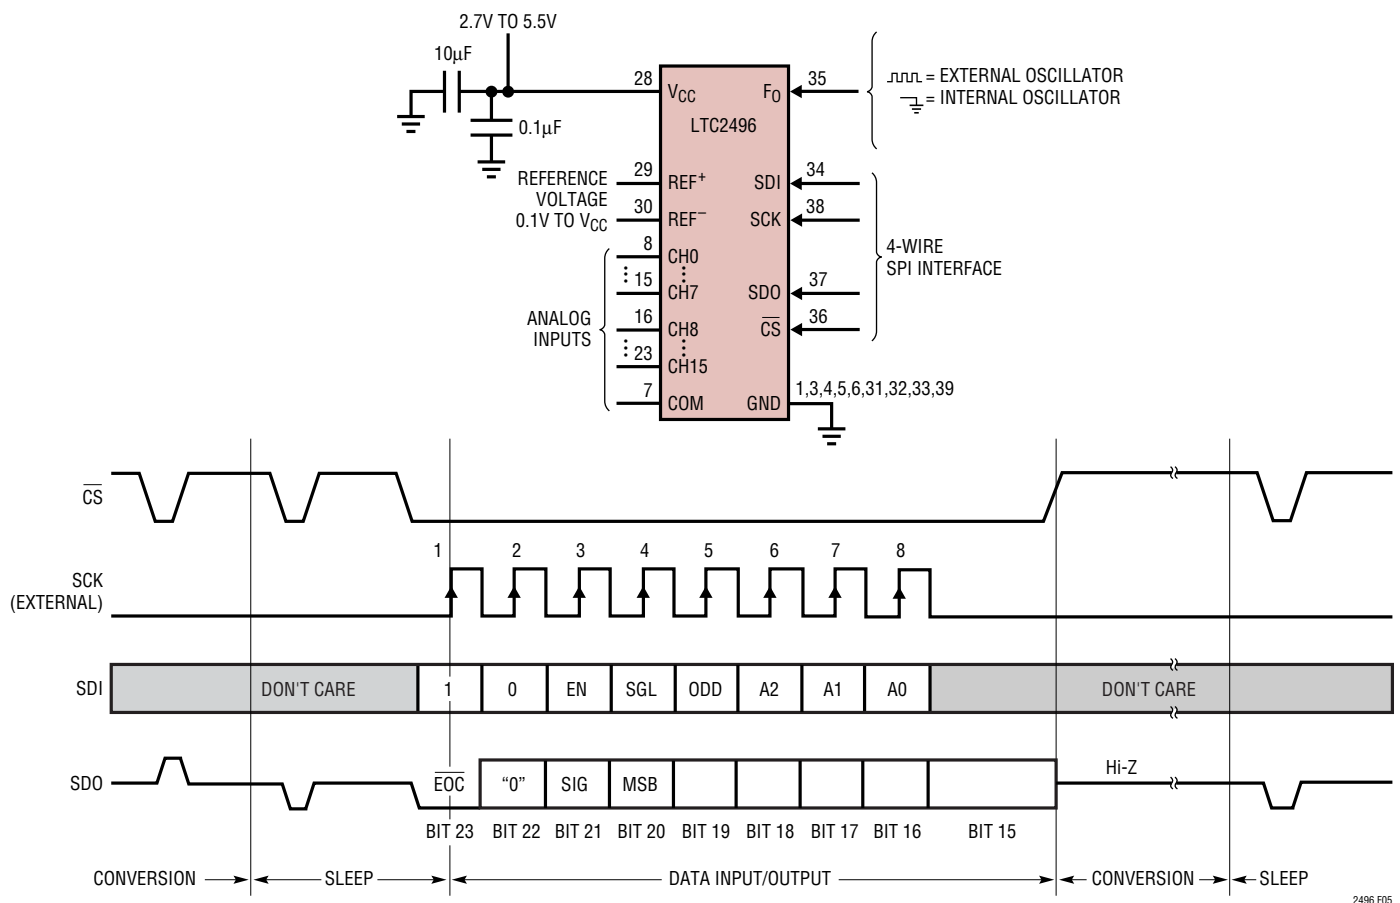 2.7V TO 5.5V
10µF
0.1µF
28
VCC
FO
35
LTC2496
= EXTERNAL OSCILLATOR
= INTERNAL OSCILLATOR
REFERENCE
VOLTAGE
0.1V TO VCC
29
REF+
30
REF–
SDI
34
SCK
38
4-WIRE
SPI INTERFACE
SDO
37
CS
36
ANALOG
INPUTS
8
CH0
15
CH7
16
CH8
23
CH15
7
COM
GND
1,3,4,5,6,31,32,33,39
CS
SCK
(EXTERNAL)
1 2 3 4 5 6 7 8
SDI
DON'T CARE 1 0 EN SGL ODD A2 A1 A0 DON'T CARE
SDO
EOC "0" SIG MSB Hi-Z
BIT 23 BIT 22 BIT 21 BIT 20 BIT 19 BIT 18 BIT 17 BIT 16 BIT 15
CONVERSION SLEEP DATA INPUT/OUTPUT CONVERSION SLEEP
2496 F05